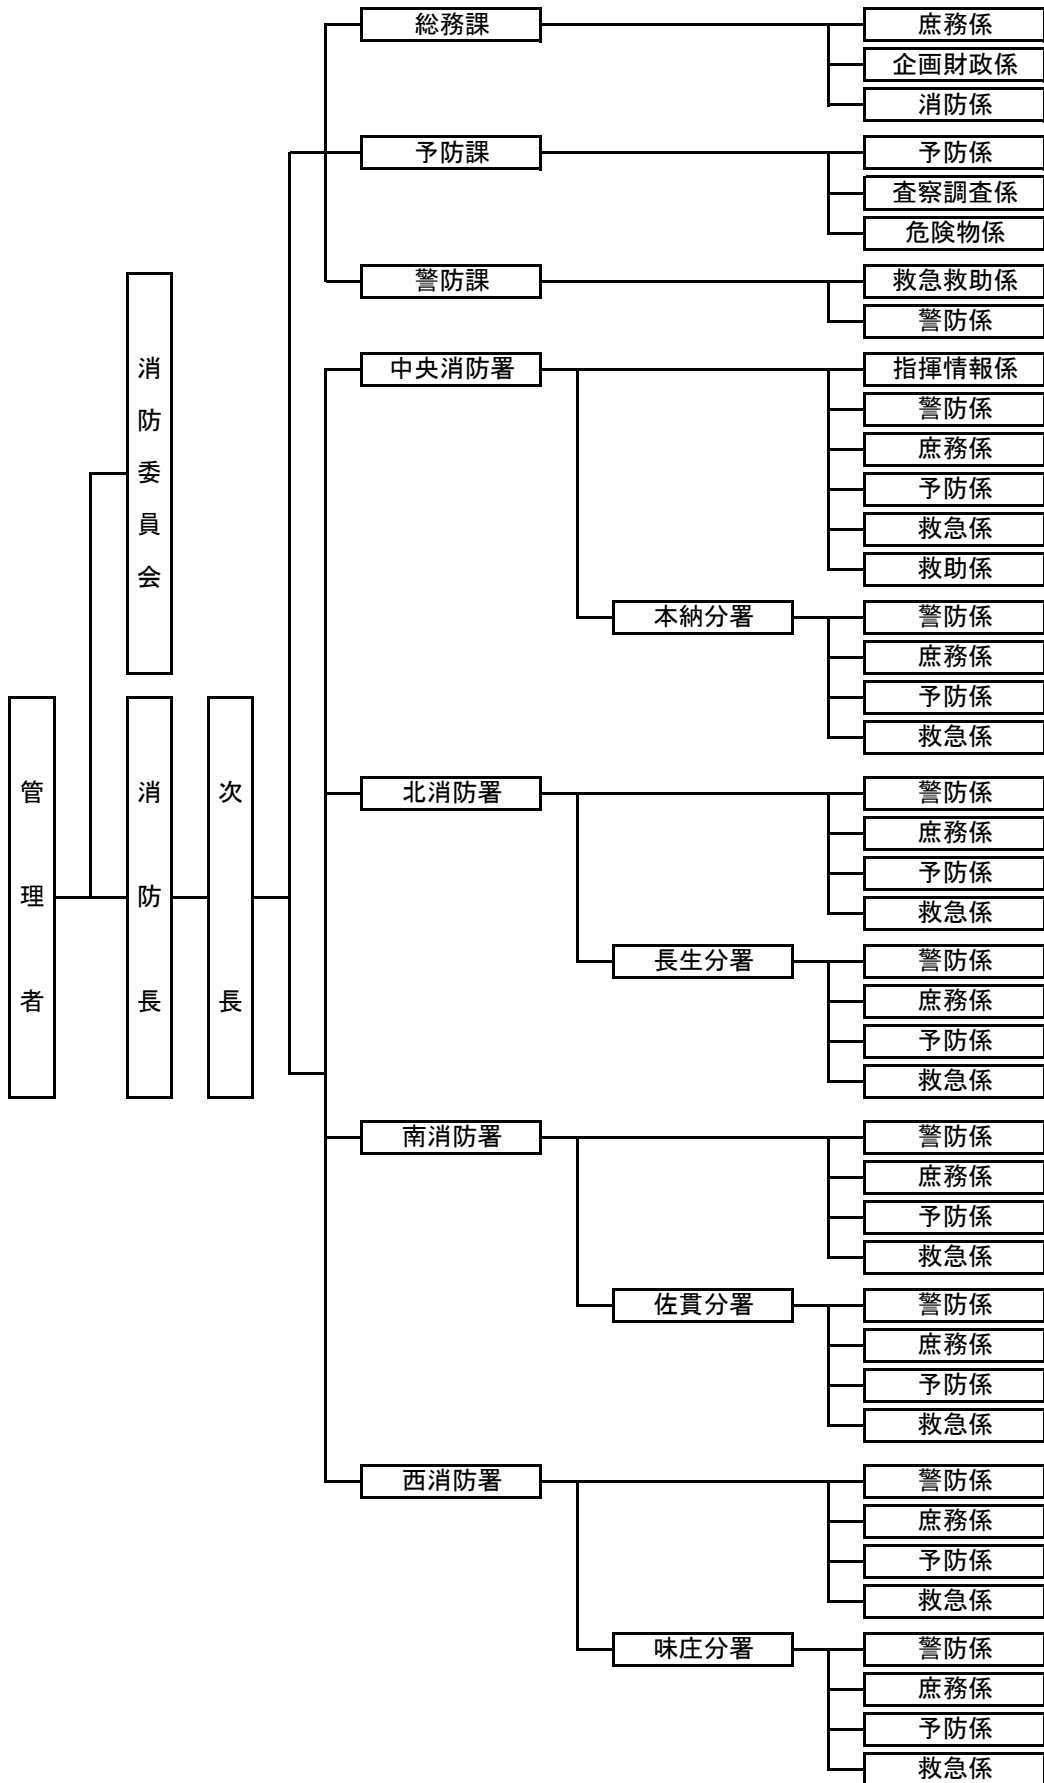 管理者
消防委員会
消防長
次長
総務課
庶務係
企画財政係
消防係
予防課
予防係
査察調査係
危険物係
警防課
救急救助係
警防係
中央消防署
指揮情報係
警防係
庶務係
予防係
救急係
救助係
本納分署
警防係
庶務係
予防係
救急係
北消防署
警防係
庶務係
予防係
救急係
長生分署
警防係
庶務係
予防係
救急係
南消防署
警防係
庶務係
予防係
救急係
佐貫分署
警防係
庶務係
予防係
救急係
西消防署
警防係
庶務係
予防係
救急係
味庄分署
警防係
庶務係
予防係
救急係